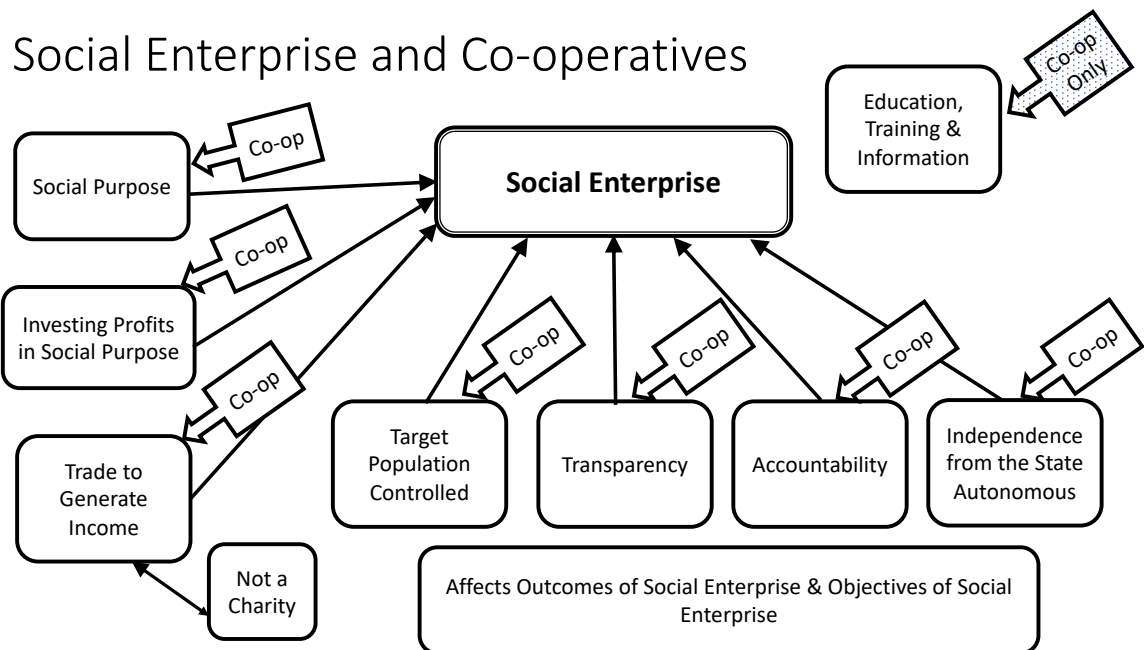 Social Enterprise and Co-operatives
Co-op
Only
Education,
Training &
Information
Co-op
Social Purpose
Social Enterprise
Co-op
Investing Profits
in Social Purpose
Co-op
Trade to
Generate
Income
Not a
Charity
Co-op
Target
Population
Controlled
Co-op
Transparency
Co-op
Accountability
Co-op
Independence
from the State
Autonomous
Affects Outcomes of Social Enterprise & Objectives of Social
Enterprise